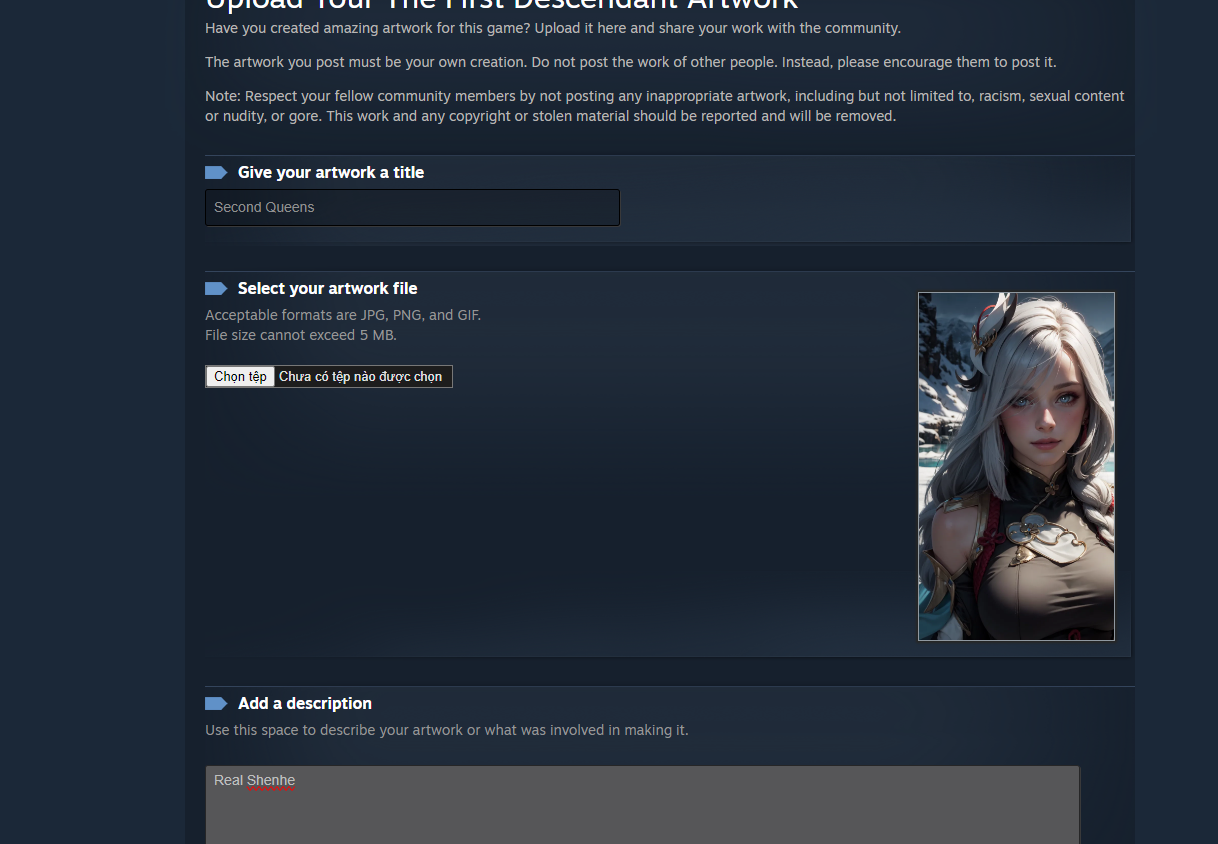 Upload Your The First Descendant Artwork
Have you created amazing artwork for this game? Upload it here and share your work with the community.
The artwork you post must be your own creation. Do not post the work of other people. Instead, please encourage them to post it.
Note: Respect your fellow community members by not posting any inappropriate artwork, including but not limited to, racism, sexual content
or nudity, or gore. This work and any copyright or stolen material should be reported and will be removed.
Give your artwork a title
Second Queens
Select your artwork file
Acceptable formats are JPG, PNG, and GIF.
File size cannot exceed 5 MB.
Chọn tệp Chưa có tệp nào được chọn
Add a description
Use this space to describe your artwork or what was involved in making it.
Real Shenhe